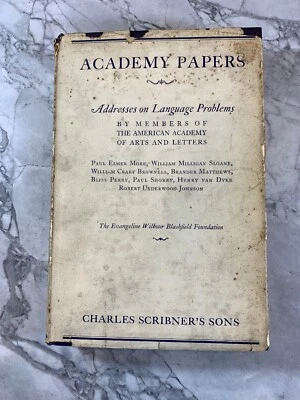 ACADEMY PAPERS
Addresses on Language Problems
BY MEMBERS OF
THE AMERICAN ACADEMY
OF ARTS AND LETTERS
Paul Elmer More, William Milligan Sloane,
William Crary Brownell, Brander Matthews,
Bliss Perry, Paul Shorey, Henry van Dyke
Robert Underwood Johnson
The Evangeline Wilbour Blashfield Foundation
CHARLES SCRIBNER'S SONS